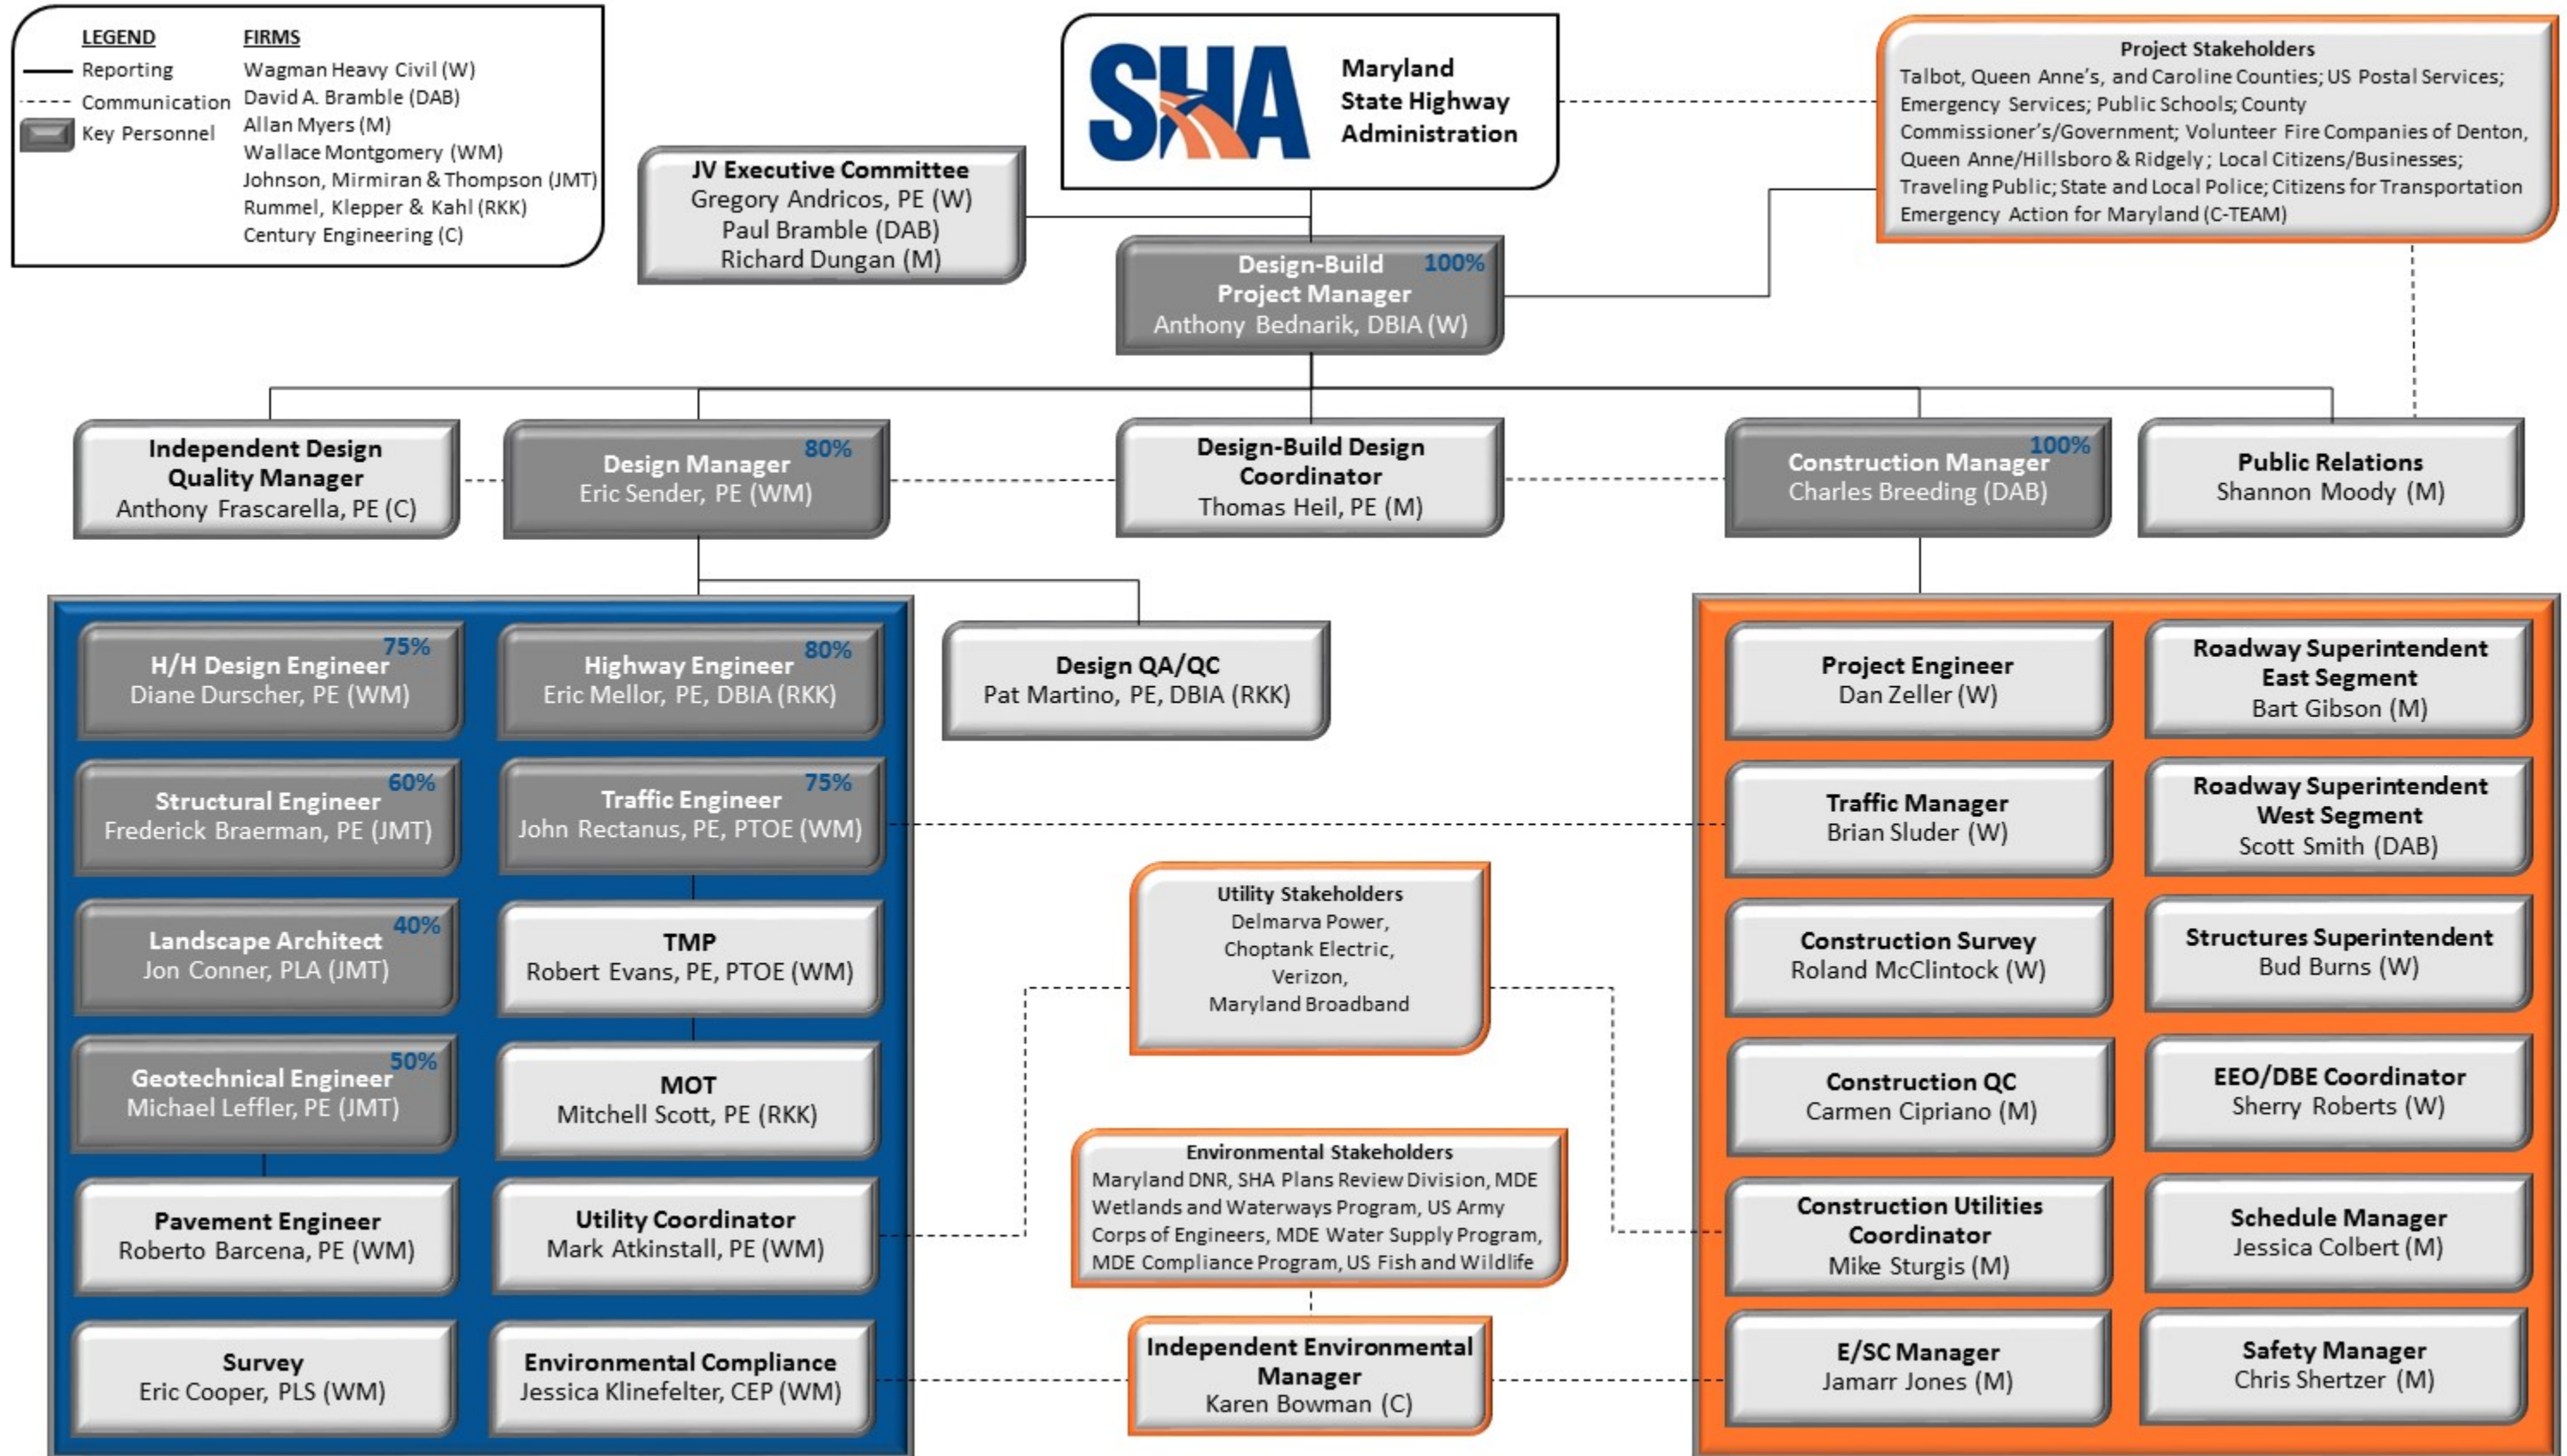 LEGEND
Reporting
Communication
Key Personnel
FIRMS
Wagman Heavy Civil (W)
David A. Bramble (DAB)
Allan Myers (M)
Wallace Montgomery (WM)
Johnson, Mirmiran & Thompson (JMT)
Rummel, Klepper & Kahl (RKK)
Century Engineering (C)
SHA
Maryland
State Highway
Administration
Project Stakeholders
Talbot, Queen Anne's, and Caroline Counties; US Postal Services;
Emergency Services; Public Schools; County
Commissioner's/Government; Volunteer Fire Companies of Denton,
Queen Anne/Hillsboro & Ridgely; Local Citizens/Businesses;
Traveling Public; State and Local Police; Citizens for Transportation
Emergency Action for Maryland (C-TEAM)
JV Executive Committee
Gregory Andricos, PE (W)
Paul Bramble (DAB)
Richard Dungan (M)
Design-Build 100%
Project Manager
Anthony Bednarik, DBIA (W)
Independent Design
Quality Manager
Anthony Frascarella, PE (C)
80%
Design Manager
Eric Sender, PE (WM)
Design-Build Design
Coordinator
Thomas Heil, PE (M)
100%
Construction Manager
Charles Breeding (DAB)
Public Relations
Shannon Moody (M)
75%
H/H Design Engineer
Diane Durscher, PE (WM)
80%
Highway Engineer
Eric Mellor, PE, DBIA (RKK)
Design QA/QC
Pat Martino, PE, DBIA (RKK)
Project Engineer
Dan Zeller (W)
Roadway Superintendent
East Segment
Bart Gibson (M)
60%
Structural Engineer
Frederick Braerman, PE (JMT)
75%
Traffic Engineer
John Rectanus, PE, PTOE (WM)
Traffic Manager
Brian Sluder (W)
Roadway Superintendent
West Segment
Scott Smith (DAB)
40%
Landscape Architect
Jon Conner, PLA (JMT)
TMP
Robert Evans, PE, PTOE (WM)
Utility Stakeholders
Delmarva Power,
Choptank Electric,
Verizon,
Maryland Broadband
Construction Survey
Roland McClintock (W)
Structures Superintendent
Bud Burns (W)
50%
Geotechnical Engineer
Michael Leffler, PE (JMT)
MOT
Mitchell Scott, PE (RKK)
Construction QC
Carmen Cipriano (M)
EEO/DBE Coordinator
Sherry Roberts (W)
Environmental Stakeholders
Maryland DNR, SHA Plans Review Division, MDE
Wetlands and Waterways Program, US Army
Corps of Engineers, MDE Water Supply Program,
MDE Compliance Program, US Fish and Wildlife
Pavement Engineer
Roberto Barcena, PE (WM)
Utility Coordinator
Mark Atkinstall, PE (WM)
Construction Utilities
Coordinator
Mike Sturgis (M)
Schedule Manager
Jessica Colbert (M)
Survey
Eric Cooper, PLS (WM)
Environmental Compliance
Jessica Klinefelter, CEP (WM)
Independent Environmental
Manager
Karen Bowman (C)
E/SC Manager
Jamarr Jones (M)
Safety Manager
Chris Shertzer (M)